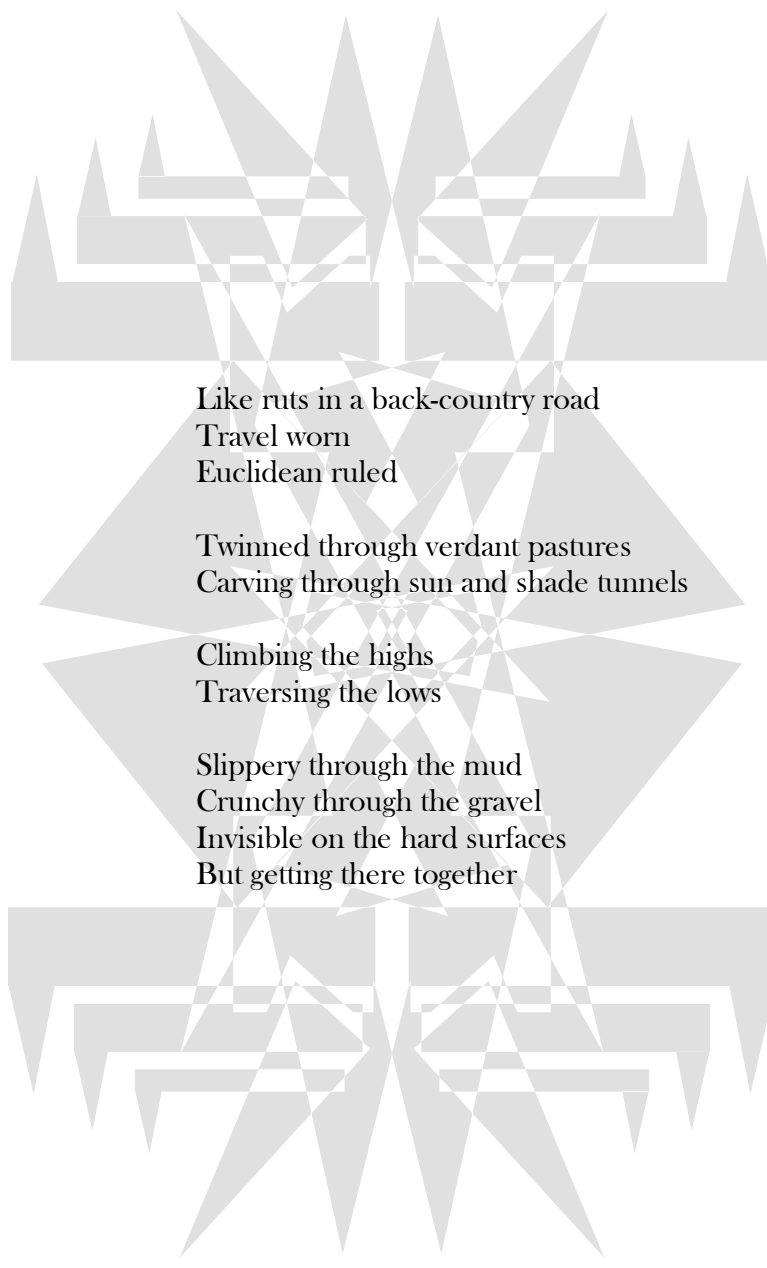 Like ruts in a back-country road
Travel worn
Euclidean ruled

Twinned through verdant pastures
Carving through sun and shade tunnels

Climbing the highs
Traversing the lows

Slippery through the mud
Crunchy through the gravel
Invisible on the hard surfaces
But getting there together